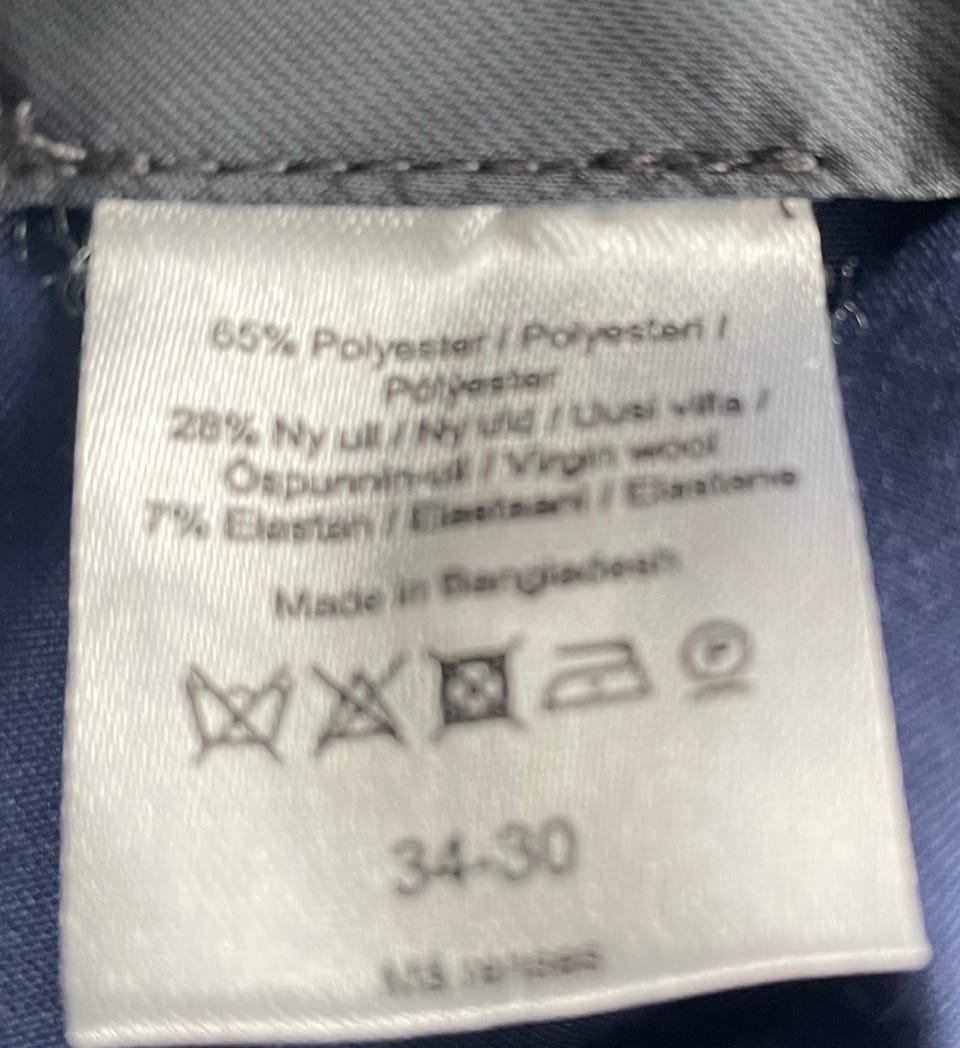 65% Polyester / Polyesteri /
Pólýester
28% Ny ull / Ny uld / Uusi villa /
Óspunnin-ull / Virgin wool
7% Elastan / Elastaani / Elastane
Made in Bangladesh
P
34-30